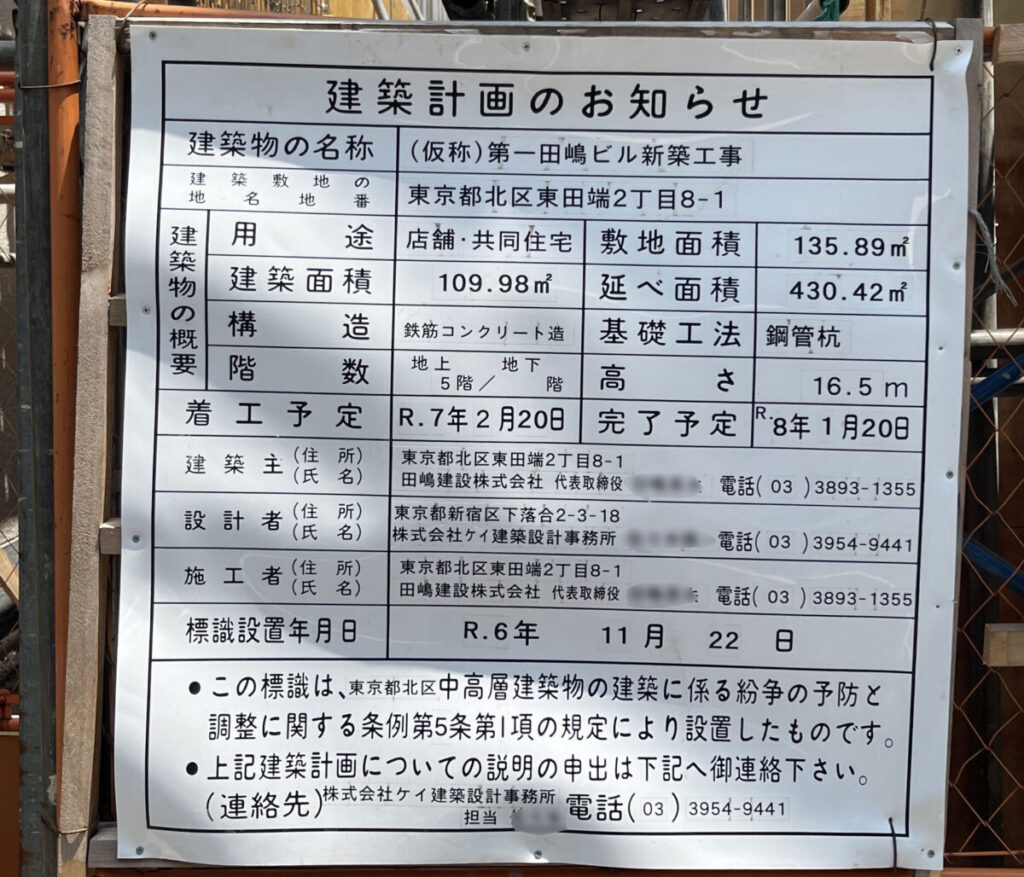 建築計画のお知らせ
建築物の名称 (仮称)第一田嶋ビル新築工事
建築敷地の
地名地番 東京都北区東田端2丁目8-1
建築物の概要
用途 店舗・共同住宅 敷地面積 135.89㎡
建築面積 109.98㎡ 延べ面積 430.42㎡
構造 鉄筋コンクリート造 基礎工法 鋼管杭
階数 地上 地下
5階/ 階 高さ 16.5m
着工予定 R.7年2月20日 完了予定 R.8年1月20日
建築主 (住所) 東京都北区東田端2丁目8-1
(氏名) 田嶋建設株式会社 代表取締役 電話(03)3893-1355
設計者 (住所) 東京都新宿区下落合2-3-18
(氏名) 株式会社ケイ建築設計事務所 電話(03)3954-9441
施工者 (住所) 東京都北区東田端2丁目8-1
(氏名) 田嶋建設株式会社 代表取締役 電話(03)3893-1355
標識設置年月日 R.6年 11月 22日
●この標識は、東京都北区中高層建築物の建築に係る紛争の予防と
調整に関する条例第5条第1項の規定により設置したものです。
●上記建築計画についての説明の申出は下記へ御連絡下さい。
(連絡先)株式会社ケイ建築設計事務所
担当 電話(03)3954-9441